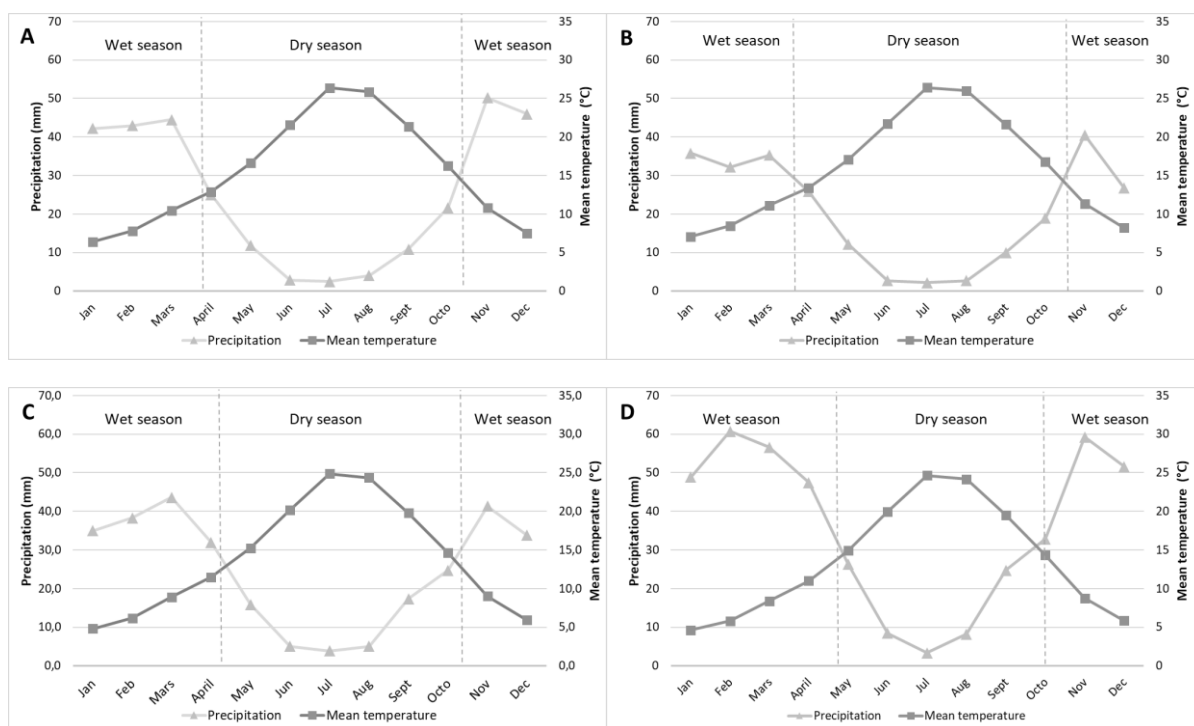 A
Wet season
Dry season
Wet season
Precipitation (mm)
70
60
50
40
30
20
10
0
35
30
25
20
15
10
5
0
Mean temperature (°C)
Jan Feb Mars April May Jun Jul Aug Sept Octo Nov Dec
Precipitation Mean temperature
B
Wet season
Dry season
Wet season
Precipitation (mm)
70
60
50
40
30
20
10
0
35
30
25
20
15
10
5
0
Mean temperature (°C)
Jan Feb Mars April May Jun Jul Aug Sept Octo Nov Dec
Precipitation Mean temperature
C
Wet season
Dry season
Wet season
Precipitation (mm)
70,0
60,0
50,0
40,0
30,0
20,0
10,0
0,0
35,0
30,0
25,0
20,0
15,0
10,0
5,0
0,0
Mean temperature (°C)
Jan Feb Mars April May Jun Jul Aug Sept Octo Nov Dec
Precipitation Mean temperature
D
Wet season
Dry season
Wet season
Precipitation (mm)
70
60
50
40
30
20
10
0
35
30
25
20
15
10
5
0
Mean temperature (°C)
Jan Feb Mars April May Jun Jul Aug Sept Octo Nov Dec
Precipitation Mean temperature